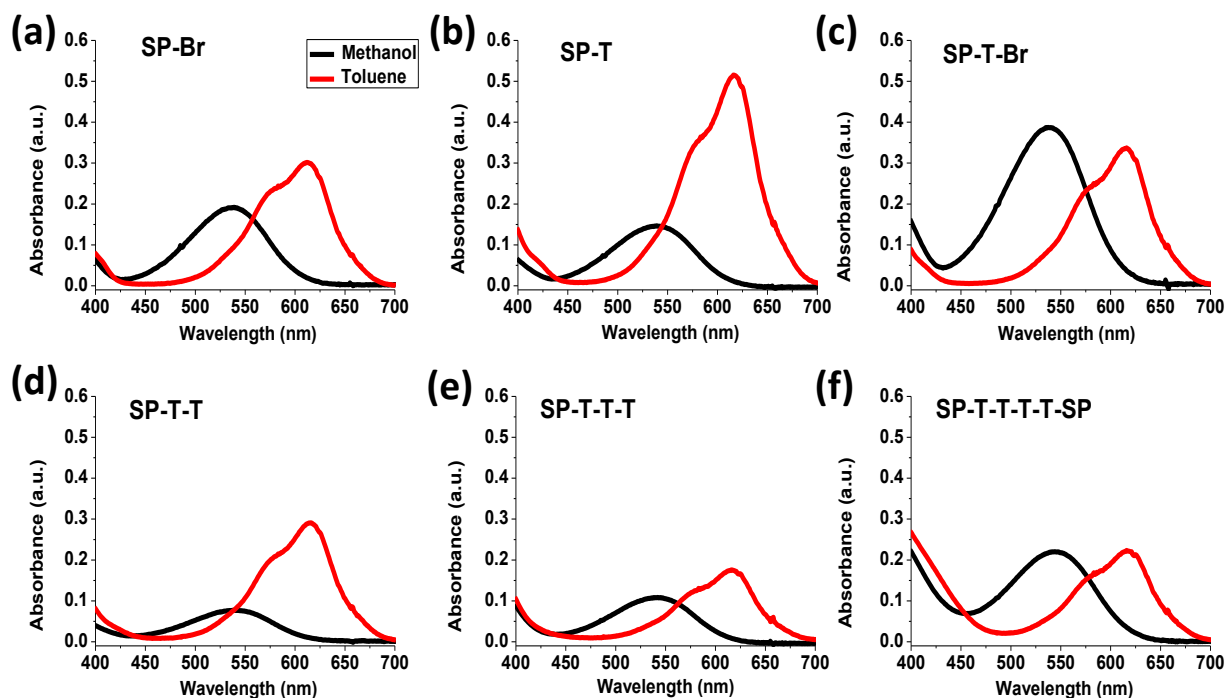 (a)
SP-Br
Methanol
Toluene
Absorbance (a.u.)
0.6
0.5
0.4
0.3
0.2
0.1
0.0
400 450 500 550 600 650 700
Wavelength (nm)
(b)
SP-T
Absorbance (a.u.)
0.6
0.5
0.4
0.3
0.2
0.1
0.0
400 450 500 550 600 650 700
Wavelength (nm)
(c)
SP-T-Br
Absorbance (a.u.)
0.6
0.5
0.4
0.3
0.2
0.1
0.0
400 450 500 550 600 650 700
Wavelength (nm)
(d)
SP-T-T
Absorbance (a.u.)
0.6
0.5
0.4
0.3
0.2
0.1
0.0
400 450 500 550 600 650 700
Wavelength (nm)
(e)
SP-T-T-T
Absorbance (a.u.)
0.6
0.5
0.4
0.3
0.2
0.1
0.0
400 450 500 550 600 650 700
Wavelength (nm)
(f)
SP-T-T-T-T-SP
Absorbance (a.u.)
0.6
0.5
0.4
0.3
0.2
0.1
0.0
400 450 500 550 600 650 700
Wavelength (nm)